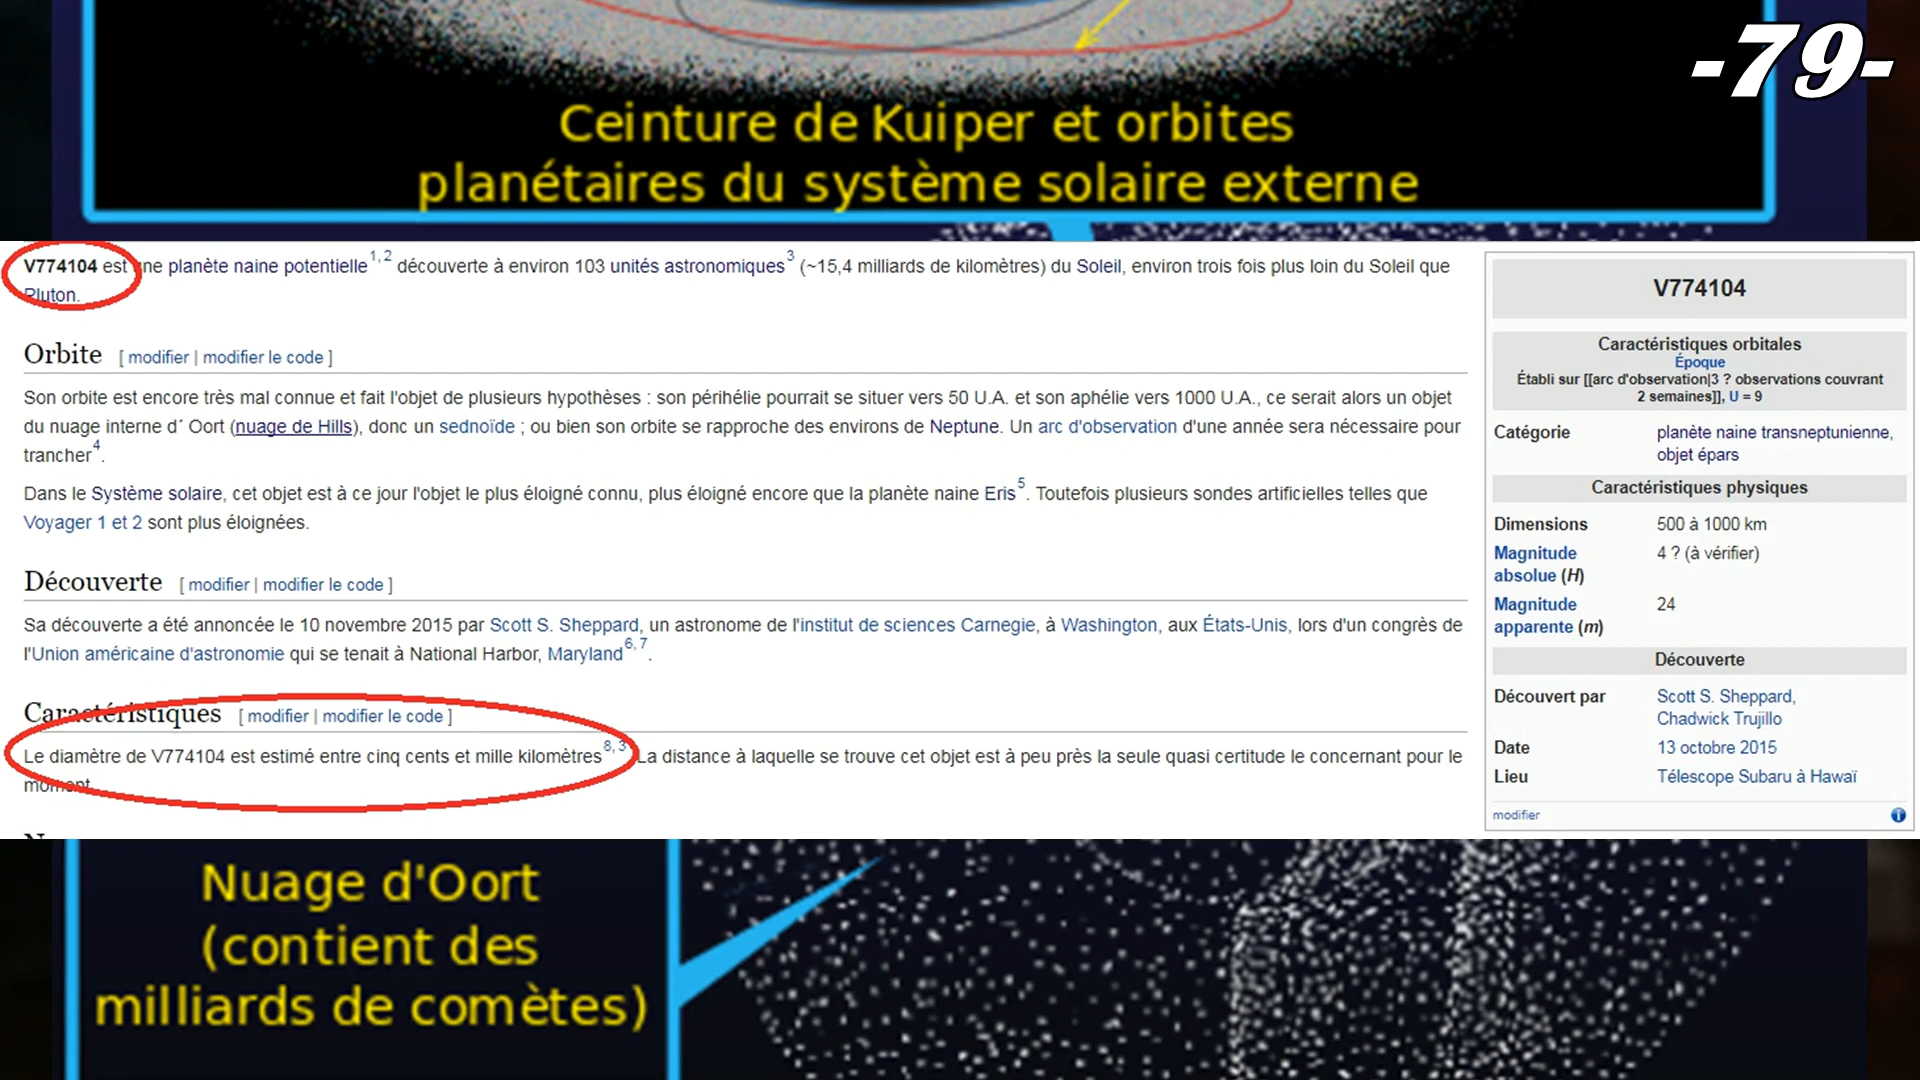 -79-
Ceinture de Kuiper et orbites
planétaires du système solaire externe
V774104 est une planète naine potentielle1, 2 découverte à environ 103 unités astronomiques3 (~15,4 milliards de kilomètres) du Soleil, environ trois fois plus loin du Soleil que
Pluton.
Orbite [ modifier | modifier le code ]
Son orbite est encore très mal connue et fait l'objet de plusieurs hypothèses : son périhélie pourrait se situer vers 50 U.A. et son aphélie vers 1000 U.A., ce serait alors un objet
du nuage interne d´ Oort (nuage de Hills), donc un sednoïde ; ou bien son orbite se rapproche des environs de Neptune. Un arc d'observation d'une année sera nécessaire pour
trancher4.
Dans le Système solaire, cet objet est à ce jour l'objet le plus éloigné connu, plus éloigné encore que la planète naine Eris5. Toutefois plusieurs sondes artificielles telles que
Voyager 1 et 2 sont plus éloignées.
Découverte [ modifier | modifier le code ]
Sa découverte a été annoncée le 10 novembre 2015 par Scott S. Sheppard, un astronome de l'institut de sciences Carnegie, à Washington, aux États-Unis, lors d'un congrès de
l'Union américaine d'astronomie qui se tenait à National Harbor, Maryland6, 7.
Caractéristiques [ modifier | modifier le code ]
Le diamètre de V774104 est estimé entre cinq cents et mille kilomètres8, 3 La distance à laquelle se trouve cet objet est à peu près la seule quasi certitude le concernant pour le
moment.
V774104
Caractéristiques orbitales
Époque
Établi sur [[arc d'observation|3 ? observations couvrant
2 semaines]], U = 9
Catégorie planète naine transneptunienne,
objet épars
Caractéristiques physiques
Dimensions 500 à 1000 km
Magnitude 4 ? (à vérifier)
absolue (H)
Magnitude 24
apparente (m)
Découverte
Découvert par Scott S. Sheppard,
Chadwick Trujillo
Date 13 octobre 2015
Lieu Télescope Subaru à Hawaï
modifier
Nuage d'Oort
(contient des
milliards de comètes)